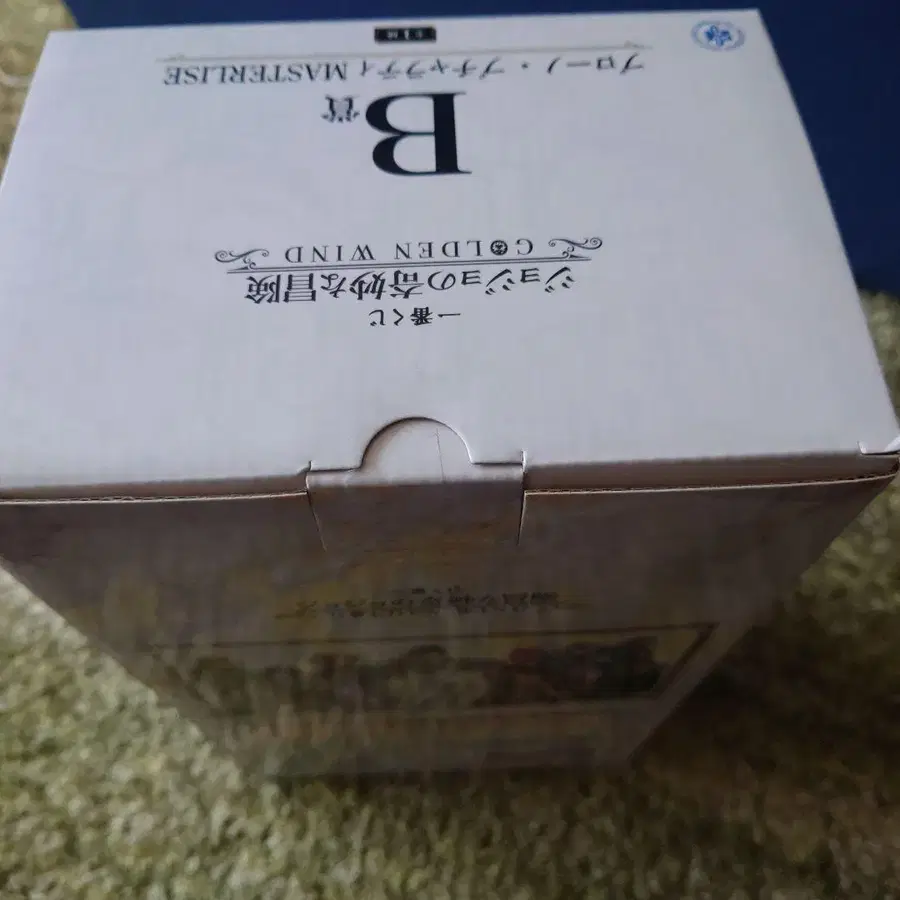 一番くじ
ジョジョの奇妙な冒険
GOLDEN WIND
B賞
ブローノ・ブチャラティ MASTERLISE